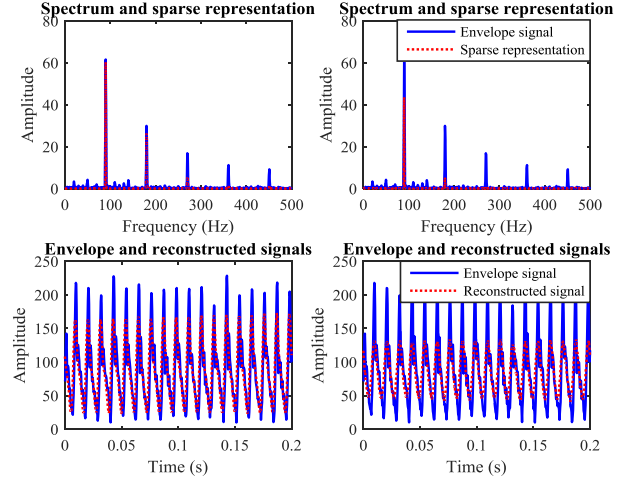 Spectrum and sparse representation
80
60
40
20
0
Amplitude
0 100 200 300 400 500
Frequency (Hz)
Spectrum and sparse representation
Envelope signal
Sparse representation
80
60
40
20
0
Amplitude
0 100 200 300 400 500
Frequency (Hz)
Envelope and reconstructed signals
250
200
150
100
50
0
Amplitude
0 0.05 0.1 0.15 0.2
Time (s)
Envelope and reconstructed signals
Envelope signal
Reconstructed signal
250
200
150
100
50
0
Amplitude
0 0.05 0.1 0.15 0.2
Time (s)